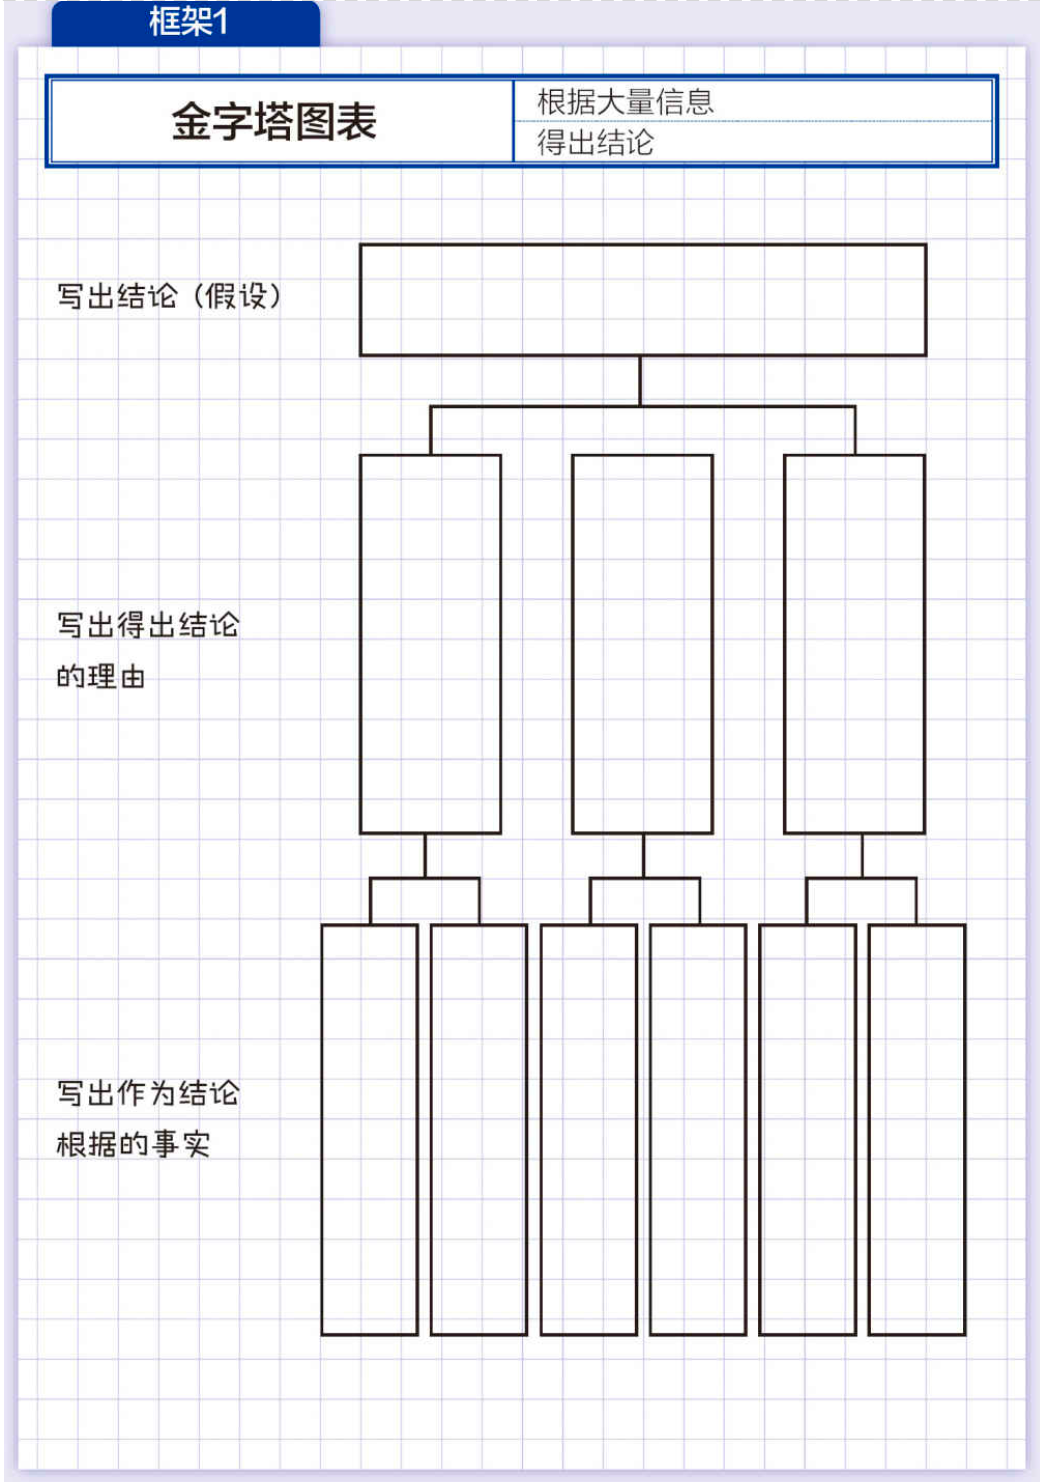 框架1
金字塔图表
根据大量信息
得出结论
写出结论（假设）
写出得出结论
的理由
写出作为结论
根据的事实